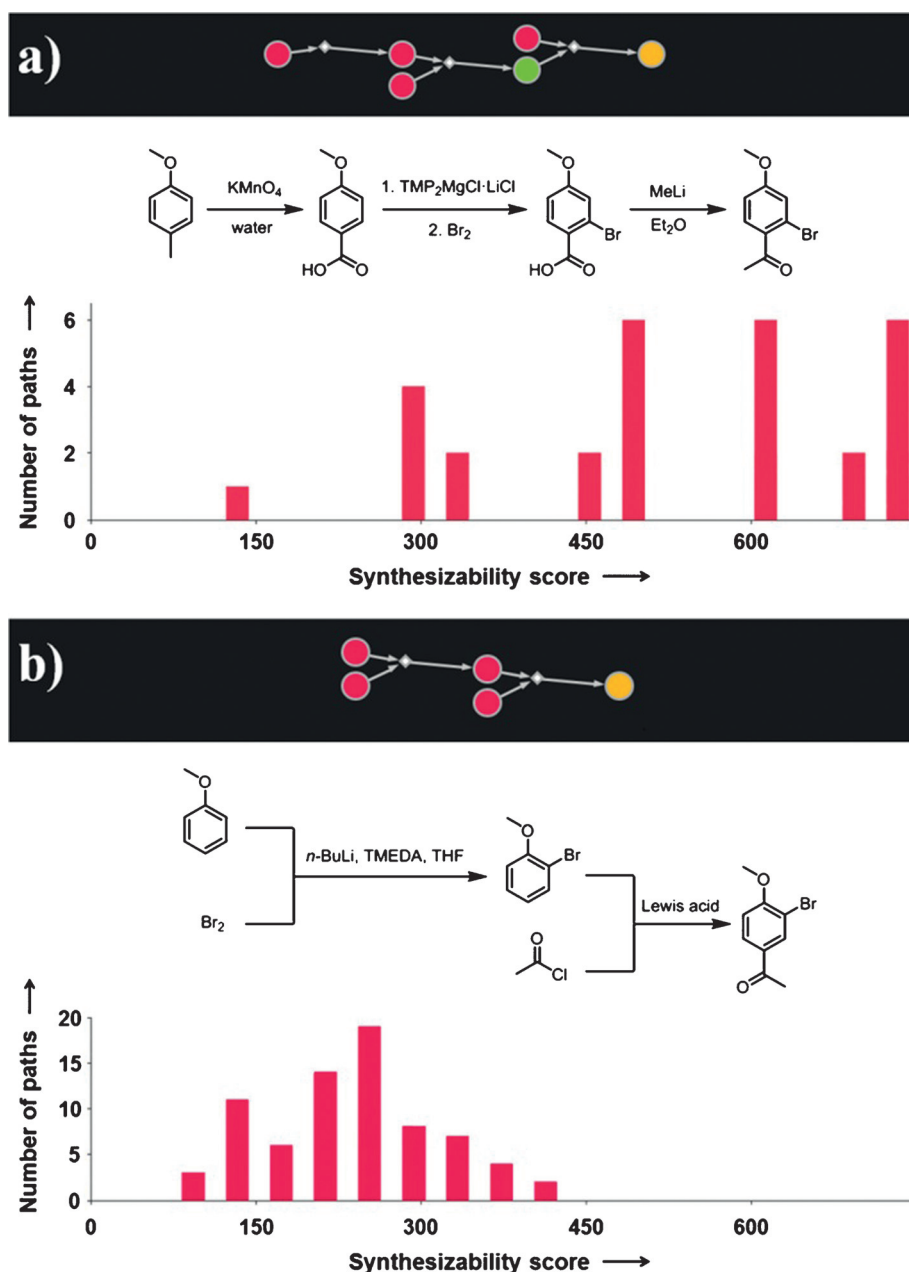 a)
O
KMnO₄
water
HO
O
1. TMP₂MgCl·LiCl
2. Br₂
O
Br
HO
O
MeLi
Et₂O
O
Br
O
Number of paths →
6
4
2
0
0 150 300 450 600
Synthesizability score →
b)
O
Br₂
n-BuLi, TMEDA, THF
O
Br
O
Cl
Lewis acid
O
Br
O
Number of paths →
20
15
10
5
0
0 150 300 450 600
Synthesizability score →